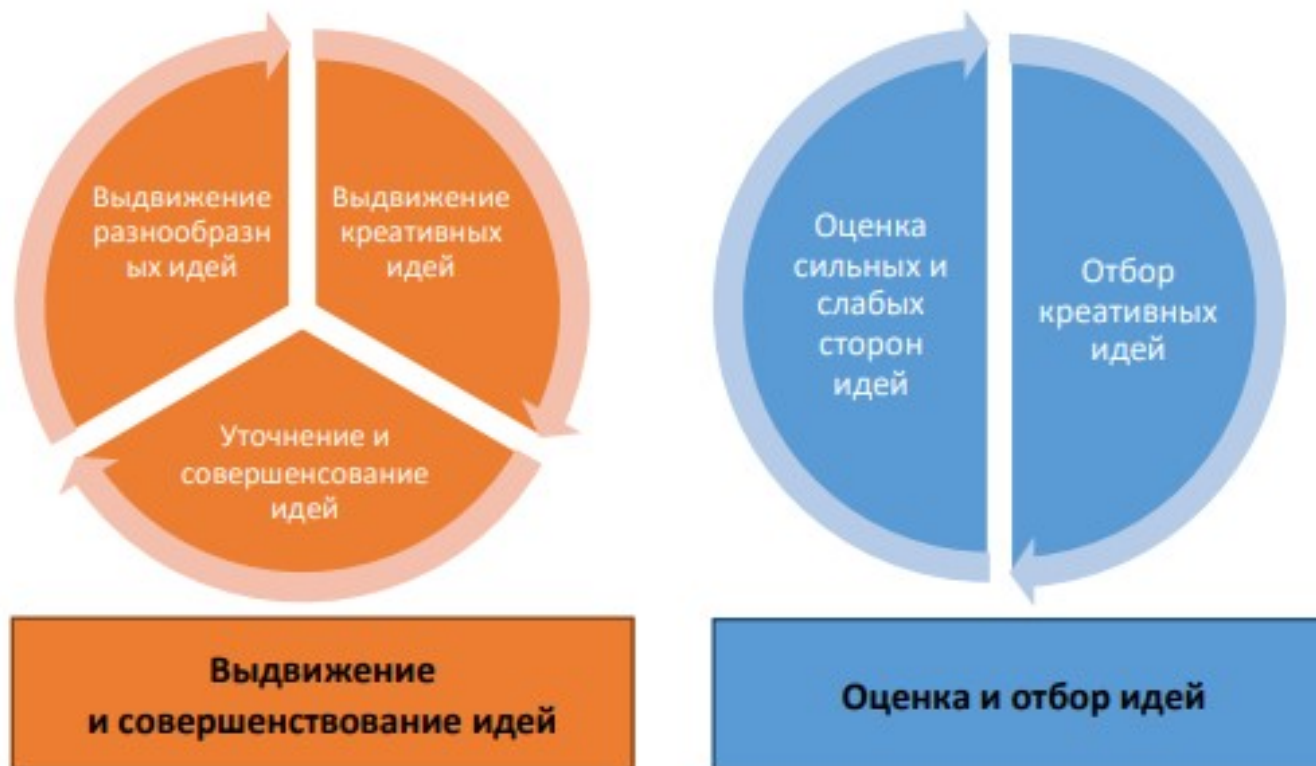 Выдвижение
разнообразн
ых идей
Выдвижение
креативных
идей
Уточнение и
совершенсование
идей
Выдвижение
и совершенствование идей
Оценка
сильных и
слабых
сторон
идей
Отбор
креативных
идей
Оценка и отбор идей